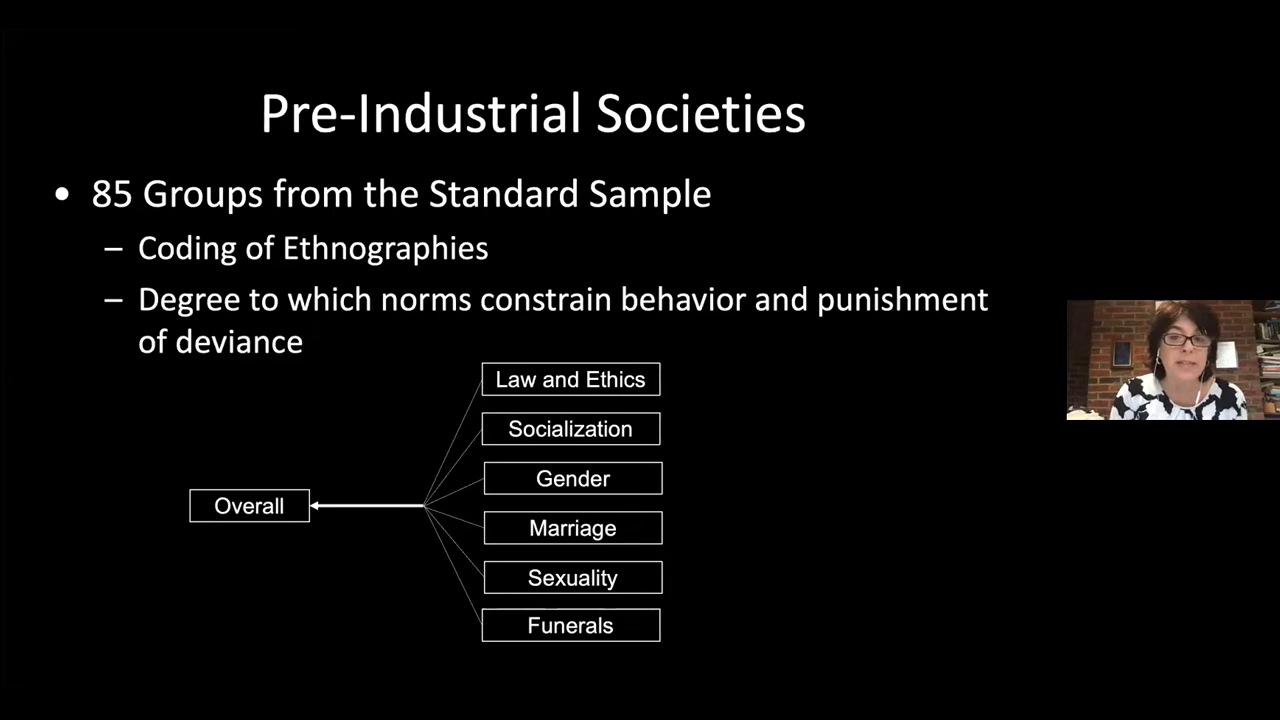 Pre-Industrial Societies
• 85 Groups from the Standard Sample
– Coding of Ethnographies
– Degree to which norms constrain behavior and punishment
of deviance
Law and Ethics
Socialization
Gender
Overall
Marriage
Sexuality
Funerals